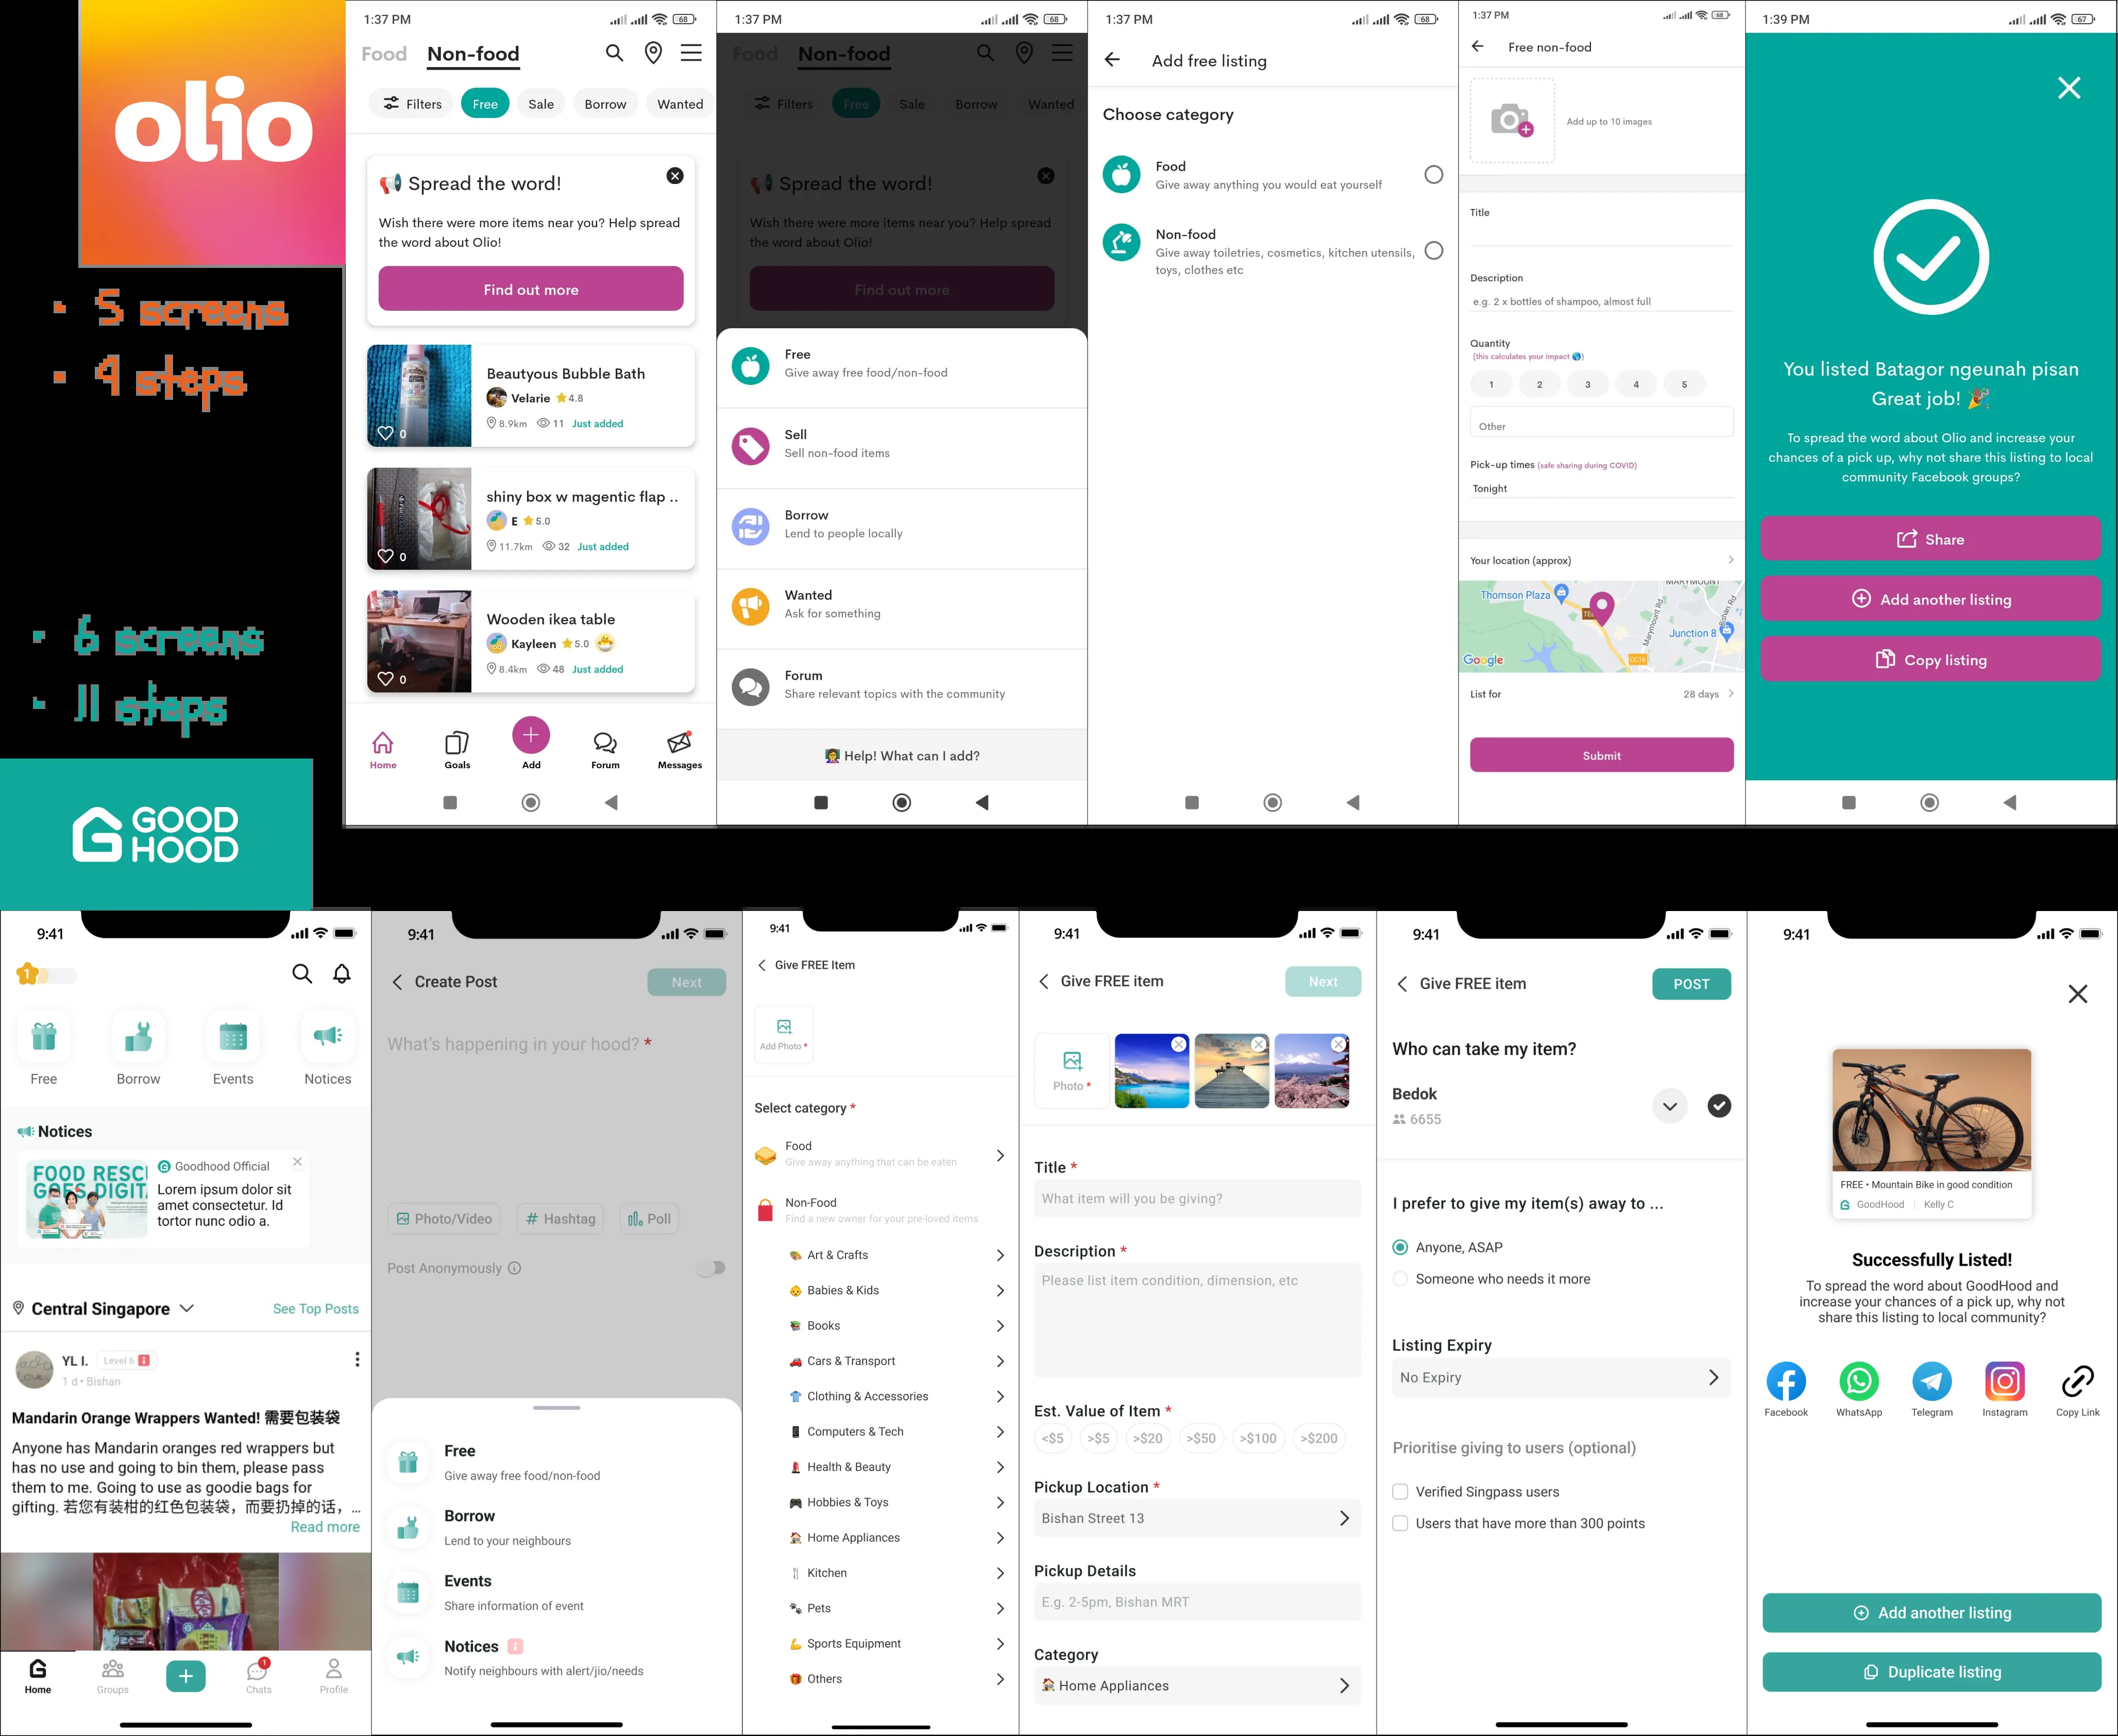 olio
• 5 screens
• 4 steps
1:37 PM
68
Food Non-food
Filters Free Sale Borrow Wanted
📢 Spread the word!
Wish there were more items near you? Help spread
the word about Olio!
Find out more
Beautyous Bubble Bath
Velarie ⭐4.8
8.9km 11 Just added
0
shiny box w magentic flap ..
E ⭐5.0
11.7km 32 Just added
0
Wooden ikea table
Kayleen ⭐5.0
8.4km 48 Just added
0
Home Goals Add Forum Messages
1:37 PM
68
Food Non-food
Filters Free Sale Borrow Wanted
📢 Spread the word!
Wish there were more items near you? Help spread
the word about Olio!
Find out more
Free
Give away free food/non-food
Sell
Sell non-food items
Borrow
Lend to people locally
Wanted
Ask for something
Forum
Share relevant topics with the community
Help! What can I add?
1:37 PM
68
Add free listing
Choose category
Food
Give away anything you would eat yourself
Non-food
Give away toiletries, cosmetics, kitchen utensils,
toys, clothes etc
1:37 PM
68
Free non-food
Add up to 10 images
Title
Description
e.g. 2 x bottles of shampoo, almost full
Quantity
(this calculates your impact 🌎)
1 2 3 4 5
Other
Pick-up times (safe sharing during COVID)
Tonight
Your location (approx)
MARYMOUNT
Thomson Plaza
Marymount Rd
Junction 8
Google
List for 28 days
Submit
1:39 PM
67
You listed Batagor ngeunah pisan
Great job! 🎉
To spread the word about Olio and increase your
chances of a pick up, why not share this listing to local
community Facebook groups?
Share
Add another listing
Copy listing
• 6 screens
• 11 steps
GOOD
HOOD
9:41
1
Free Borrow Events Notices
Notices
FOOD RESC
GOES DIGIT
Goodhood Official
Lorem ipsum dolor sit
amet consectetur. Id
tortor nunc odio a.
Central Singapore See Top Posts
YL I. Level 6
1 d • Bishan
Mandarin Orange Wrappers Wanted! 需要包装袋
Anyone has Mandarin oranges red wrappers but
has no use and going to bin them, please pass
them to me. Going to use as goodie bags for
gifting. 若您有装柑的红色包装袋，而要扔掉的话， ...
Read more
1
Home Groups Chats Profile
9:41
Create Post Next
What's happening in your hood? *
Photo/Video # Hashtag Poll
Post Anonymously
Free
Give away free food/non-food
Borrow
Lend to your neighbours
Events
Share information of event
Notices
Notify neighbours with alert/jio/needs
9:41
Give FREE Item
Add Photo *
Select category *
Food
Give away anything that can be eaten
Non-Food
Find a new owner for your pre-loved items
Art & Crafts
Babies & Kids
Books
Cars & Transport
Clothing & Accessories
Computers & Tech
Health & Beauty
Hobbies & Toys
Home Appliances
Kitchen
Pets
Sports Equipment
Others
9:41
Give FREE item Next
Photo *
Title *
What item will you be giving?
Description *
Please list item condition, dimension, etc
Est. Value of Item *
<$5 >$5 >$20 >$50 >$100 >$200
Pickup Location *
Bishan Street 13
Pickup Details
E.g. 2-5pm, Bishan MRT
Category
Home Appliances
9:41
Give FREE item POST
Who can take my item?
Bedok
6655
I prefer to give my item(s) away to ...
Anyone, ASAP
Someone who needs it more
Listing Expiry
No Expiry
Prioritise giving to users (optional)
Verified Singpass users
Users that have more than 300 points
9:41
FREE • Mountain Bike in good condition
GoodHood | Kelly C
Successfully Listed!
To spread the word about GoodHood and
increase your chances of a pick up, why not
share this listing to local community?
Facebook WhatsApp Telegram Instagram Copy Link
Add another listing
Duplicate listing